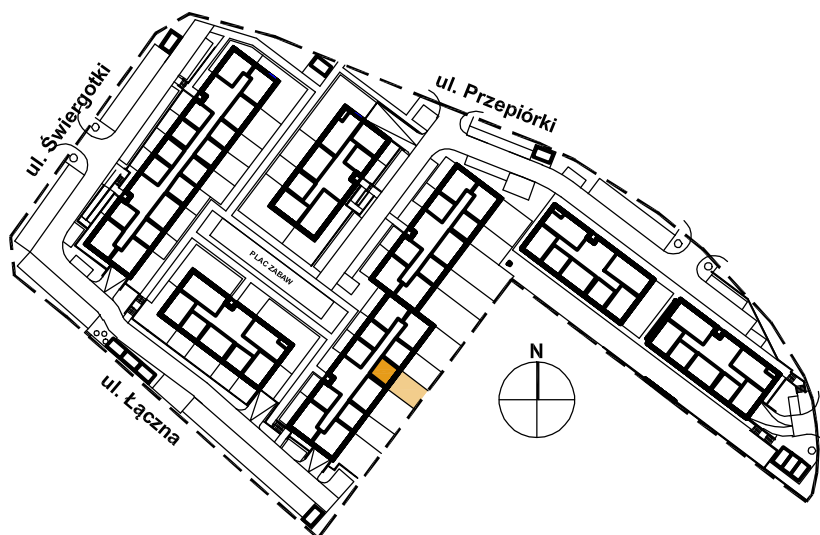 ul. Świergotki
ul. Przepiórki
PLAC ZABAW
N
ul. Łączna